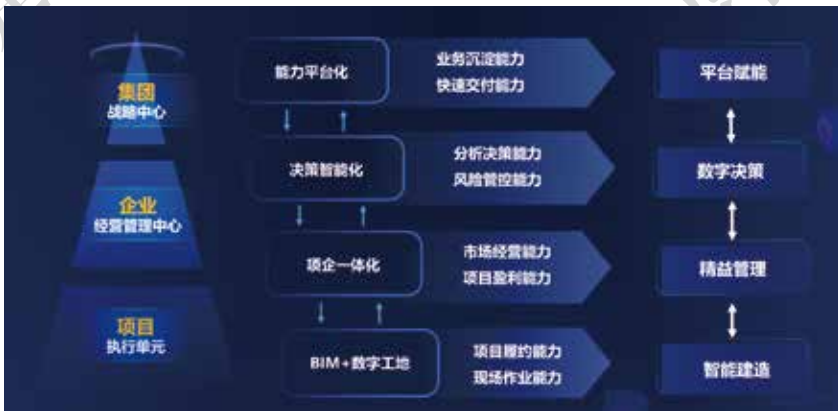 集团
战略中心
企业
经营管理中心
项目
执行单元
能力平台化
决策智能化
项企一体化
BIM+数字工地
业务沉淀能力
快速交付能力
分析决策能力
风险管控能力
市场经营能力
项目盈利能力
项目履约能力
现场作业能力
平台赋能
数字决策
精益管理
智能建造